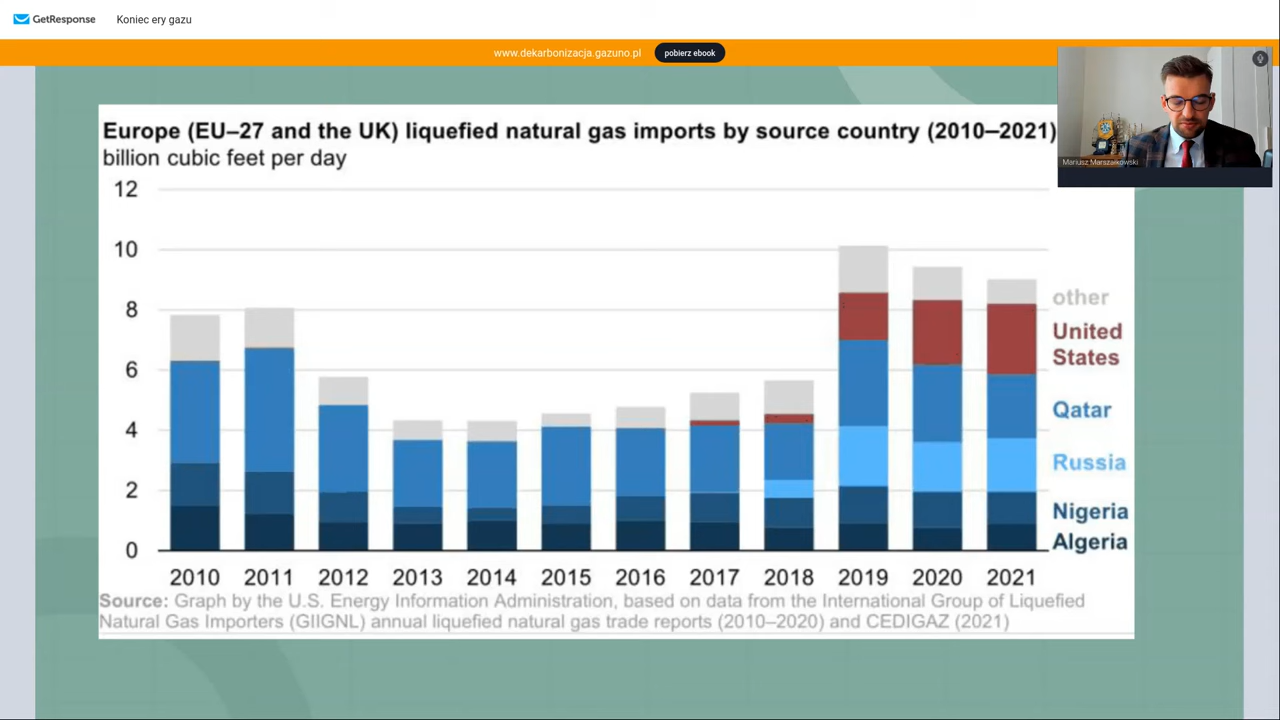 GetResponse Koniec ery gazu
www.dekarbonizacja.gazuno.pl pobierz ebook
Mariusz Marszałkowski
Europe (EU–27 and the UK) liquefied natural gas imports by source country (2010–2021)
billion cubic feet per day
12
10
8
6
4
2
0
other
United
States
Qatar
Russia
Nigeria
Algeria
2010 2011 2012 2013 2014 2015 2016 2017 2018 2019 2020 2021
Source: Graph by the U.S. Energy Information Administration, based on data from the International Group of Liquefied
Natural Gas Importers (GIIGNL) annual liquefied natural gas trade reports (2010–2020) and CEDIGAZ (2021)